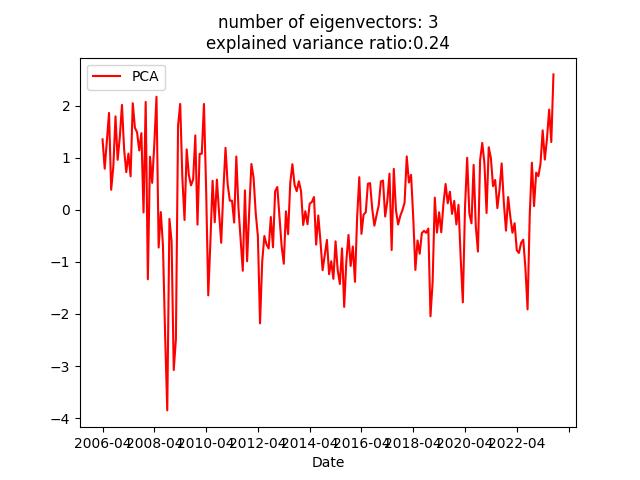 number of eigenvectors: 3
explained variance ratio:0.24
PCA
2
1
0
−1
−2
−3
−4
2006-04 2008-04 2010-04 2012-04 2014-04 2016-04 2018-04 2020-04 2022-04
Date